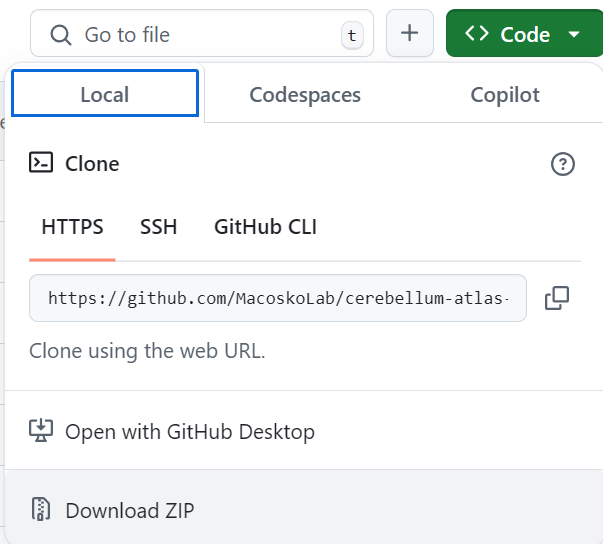 Go to file
t
Code
Local
Codespaces
Copilot
Clone
HTTPS
SSH
GitHub CLI
https://github.com/MacoskoLab/cerebellum-atlas-
Clone using the web URL.
Open with GitHub Desktop
Download ZIP